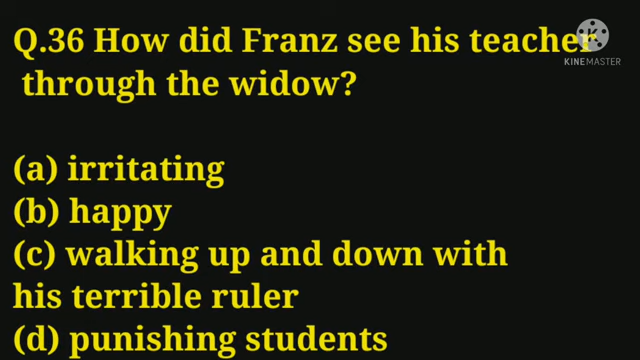 Q.36 How did Franz see his teacher
through the widow?
KINEMASTER
(a) irritating
(b) happy
(c) walking up and down with
his terrible ruler
(d) punishing students